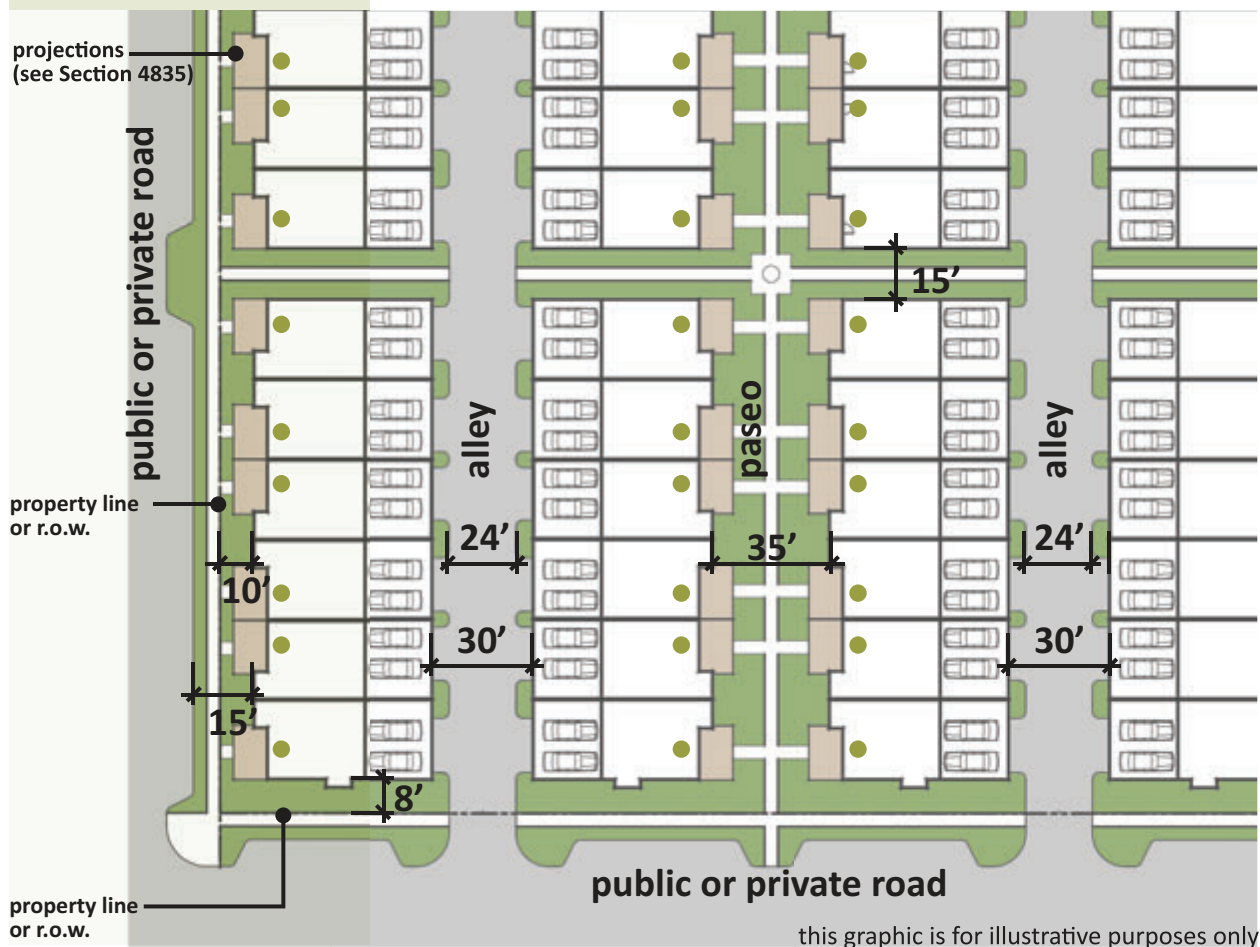 projections
(see Section 4835)
public or private road
15’
alley
paseo
alley
property line
or r.o.w.
24’
35’
24’
10’
30’
30’
15’
8’
public or private road
property line
or r.o.w.
this graphic is for illustrative purposes only